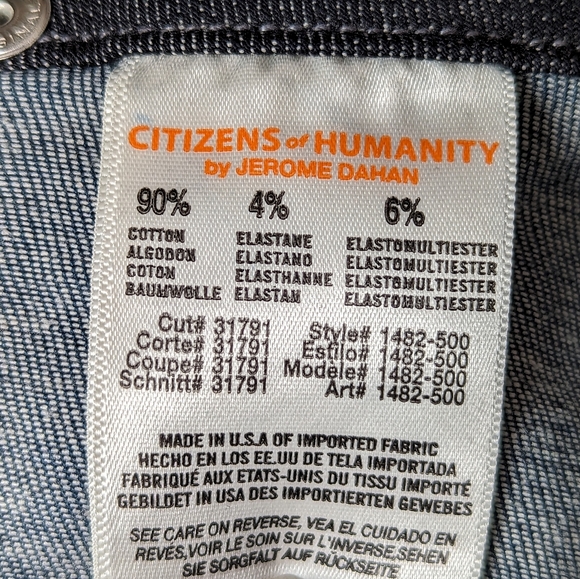 GINAL
CITIZENS of HUMANITY
by JEROME DAHAN
90% 4% 6%
COTTON ELASTANE ELASTOMULTIESTER
ALGODON ELASTANO ELASTOMULTIESTER
COTON ELASTHANNE ELASTOMULTIESTER
BAUMWOLLE ELASTAN ELASTOMULTIESTER
Cut# 31791 Style# 1482-500
Corte# 31791 Estilo# 1482-500
Coupe# 31791 Modèle# 1482-500
Schnitt# 31791 Art# 1482-500
MADE IN U.S.A OF IMPORTED FABRIC
HECHO EN LOS EE.UU DE TELA IMPORTADA
FABRIQUÉ AUX ETATS-UNIS DU TISSU IMPORTÉ
GEBILDET IN USA DES IMPORTIERTEN GEWEBES
SEE CARE ON REVERSE, VEA EL CUIDADO EN
REVES,VOIR LE SOIN SUR L'INVERSE,SEHEN
SIE SORGFALT AUF RÜCKSEITE